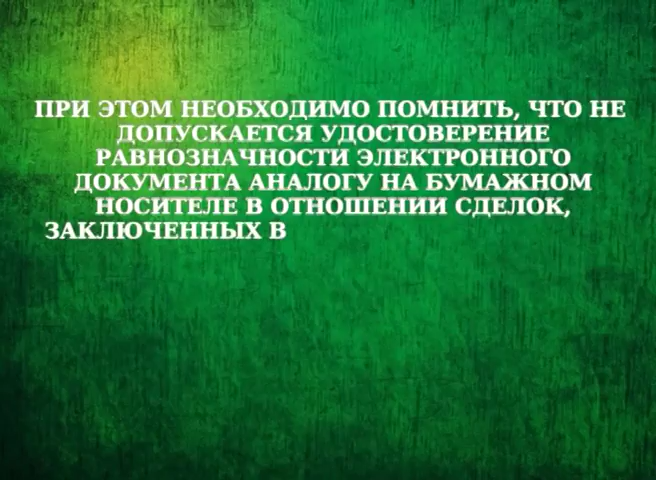 ПРИ ЭТОМ НЕОБХОДИМО ПОМНИТЬ, ЧТО НЕ
ДОПУСКАЕТСЯ УДОСТОВЕРЕНИЕ
РАВНОЗНАЧНОСТИ ЭЛЕКТРОННОГО
ДОКУМЕНТА АНАЛОГУ НА БУМАЖНОМ
НОСИТЕЛЕ В ОТНОШЕНИИ СДЕЛОК,
ЗАКЛЮЧЕННЫХ В